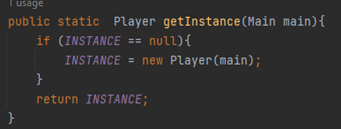 1 usage
public static  Player getInstance(Main main){
    if (INSTANCE == null){
        INSTANCE = new Player(main);
    }
    return INSTANCE;
}